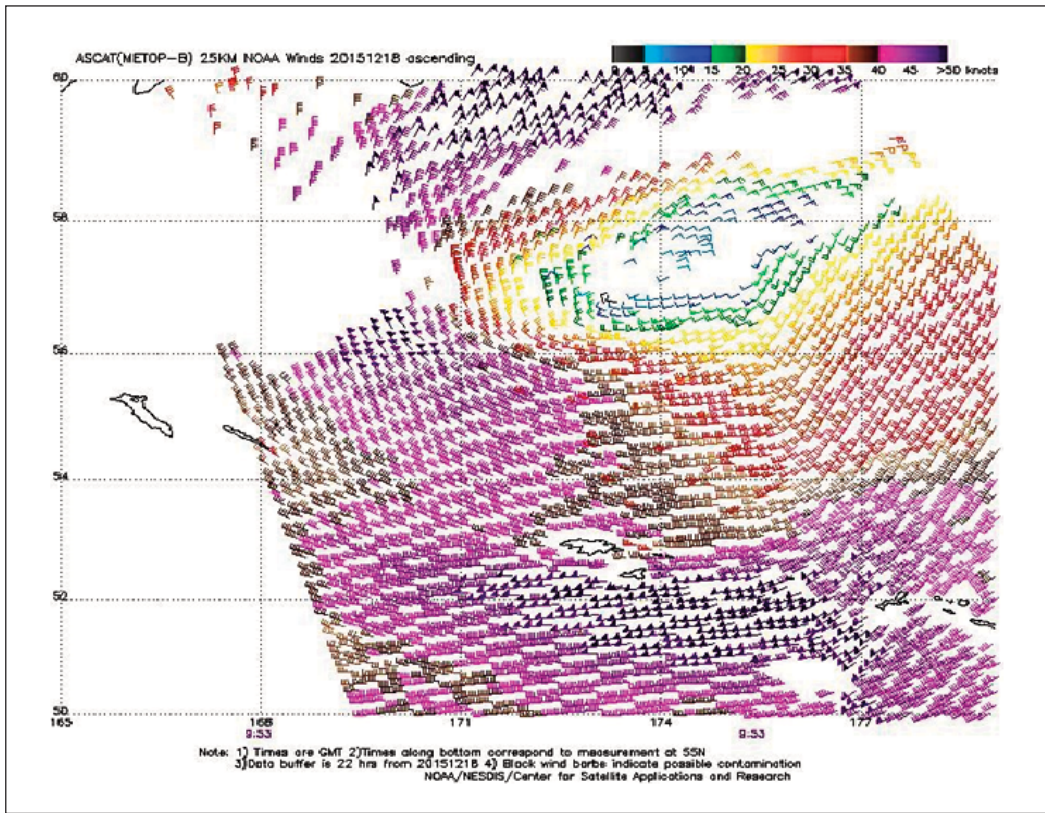 ASCAT(METOP-B) 25KM NOAA Winds 20151218 ascending
0 5 10 15 20 25 30 35 40 45 >50 knots
60
58
56
54
52
50
165 168 171 174 177
9:53 9:53
Note: 1) Times are GMT 2)Times along bottom correspond to measurement at 55N
3)Data buffer is 22 hrs from 20151218 4) Black wind barbs indicate possible contamination
NOAA/NESDIS/Center for Satellite Applications and Research